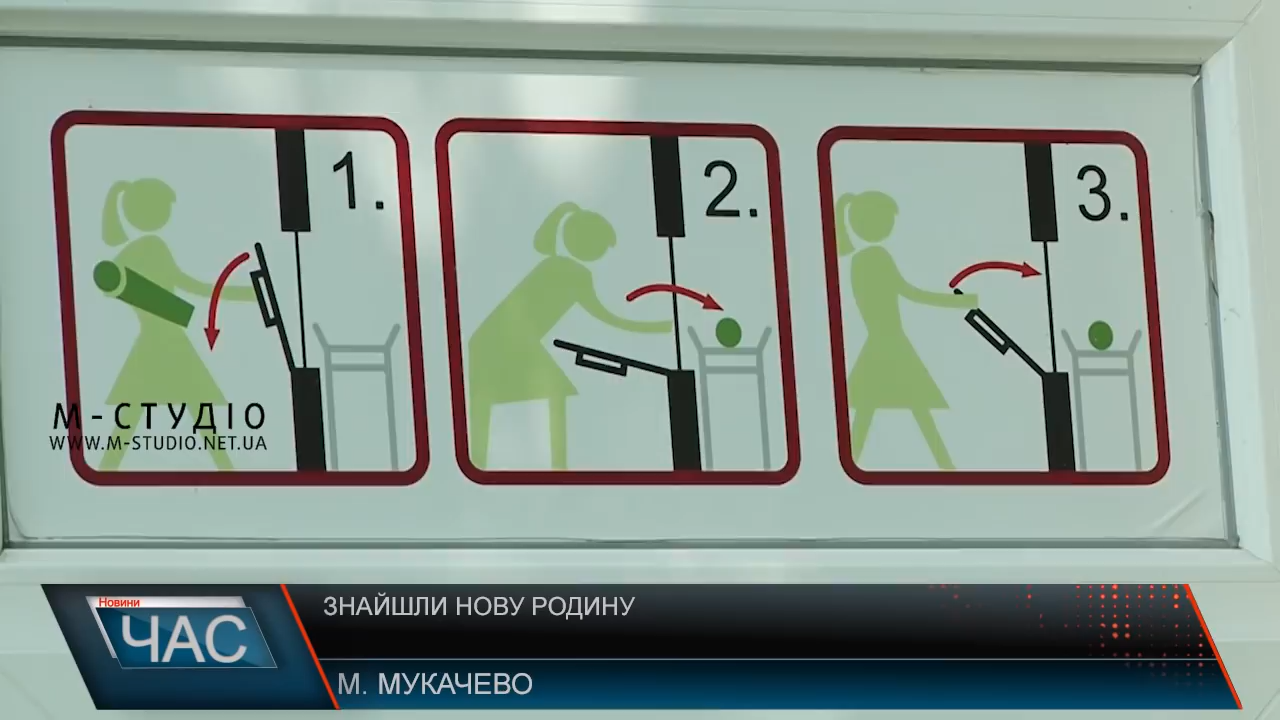 1.
2.
3.
М-СТУДІО
WWW.M-STUDIO.NET.UA
Новини
ЧАС
ЗНАЙШЛИ НОВУ РОДИНУ
М. МУКАЧЕВО